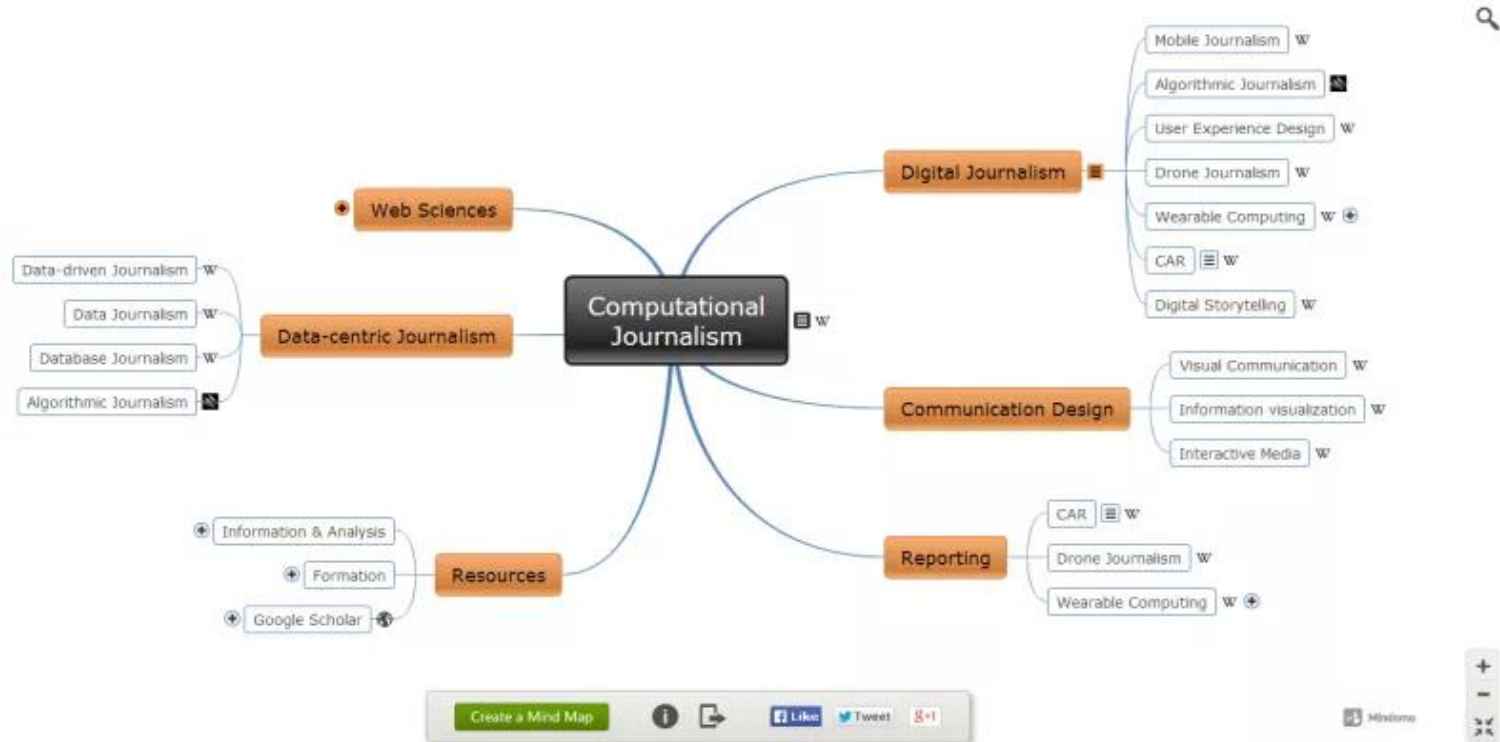 Computational
Journalism
W
Digital Journalism
Mobile Journalism W
Algorithmic Journalism
User Experience Design W
Drone Journalism W
Wearable Computing W
CAR W
Digital Storytelling W
Communication Design
Visual Communication W
Information visualization W
Interactive Media W
Reporting
CAR W
Drone Journalism W
Wearable Computing W
Web Sciences
Data-centric Journalism
Data-driven Journalism W
Data Journalism W
Database Journalism W
Algorithmic Journalism
Resources
Information & Analysis
Formation
Google Scholar
Create a Mind Map
Like
Tweet
g+1
Mindomo